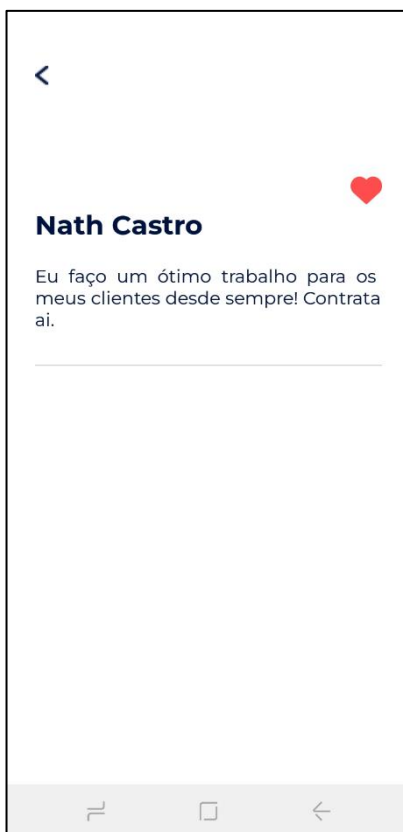 Nath Castro
Eu faço um ótimo trabalho para os
meus clientes desde sempre! Contrata
ai.